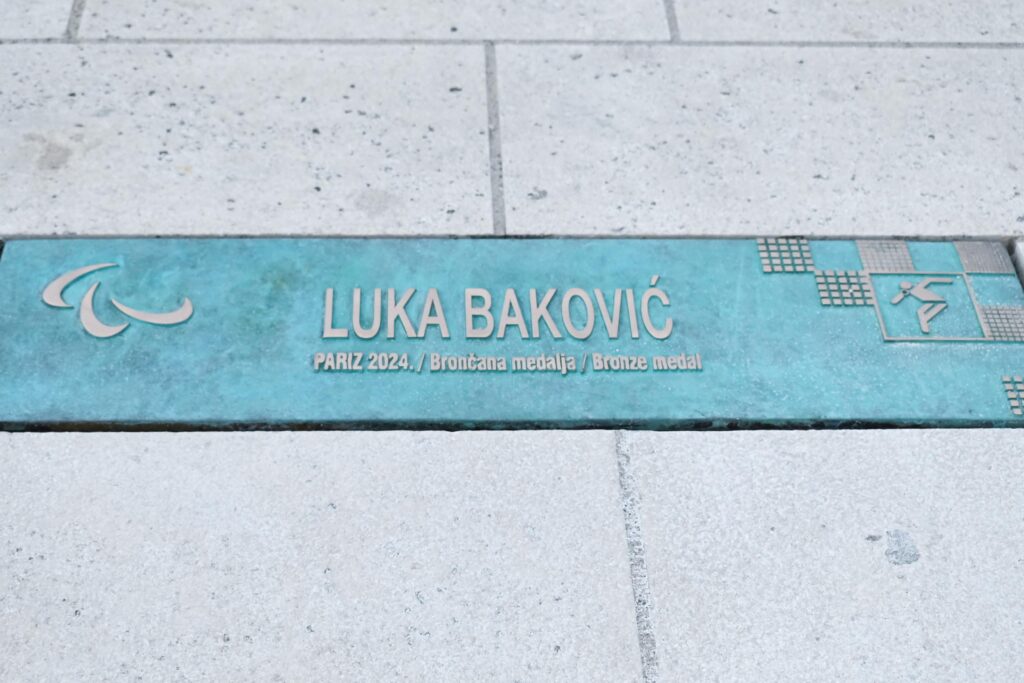 LUKA BAKOVIĆ
PARIZ 2024. / Brončana medalja / Bronze medal